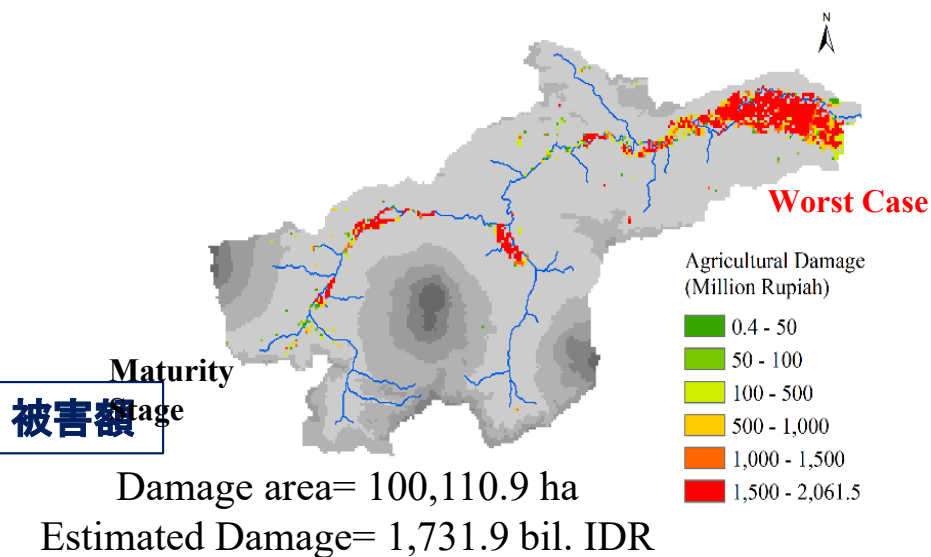 N
Worst Case
Agricultural Damage
(Million Rupiah)
0.4 - 50
50 - 100
100 - 500
500 - 1,000
1,000 - 1,500
1,500 - 2,061.5
Maturity
Stage
被害額
Damage area= 100,110.9 ha
Estimated Damage= 1,731.9 bil. IDR